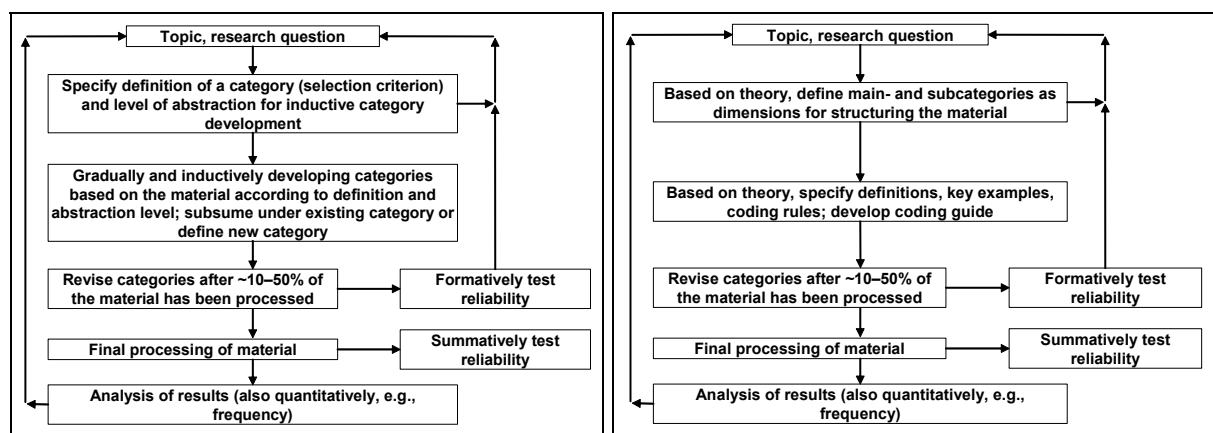 Topic, research question
Specify definition of a category (selection criterion)
and level of abstraction for inductive category
development
Gradually and inductively developing categories
based on the material according to definition and
abstraction level; subsume under existing category or
define new category
Revise categories after ~10–50% of
the material has been processed
Formatively test
reliability
Final processing of material
Summatively test
reliability
Analysis of results (also quantitatively, e.g.,
frequency)
Topic, research question
Based on theory, define main- and subcategories as
dimensions for structuring the material
Based on theory, specify definitions, key examples,
coding rules; develop coding guide
Revise categories after ~10–50% of
the material has been processed
Formatively test
reliability
Final processing of material
Summatively test
reliability
Analysis of results (also quantitatively, e.g.,
frequency)